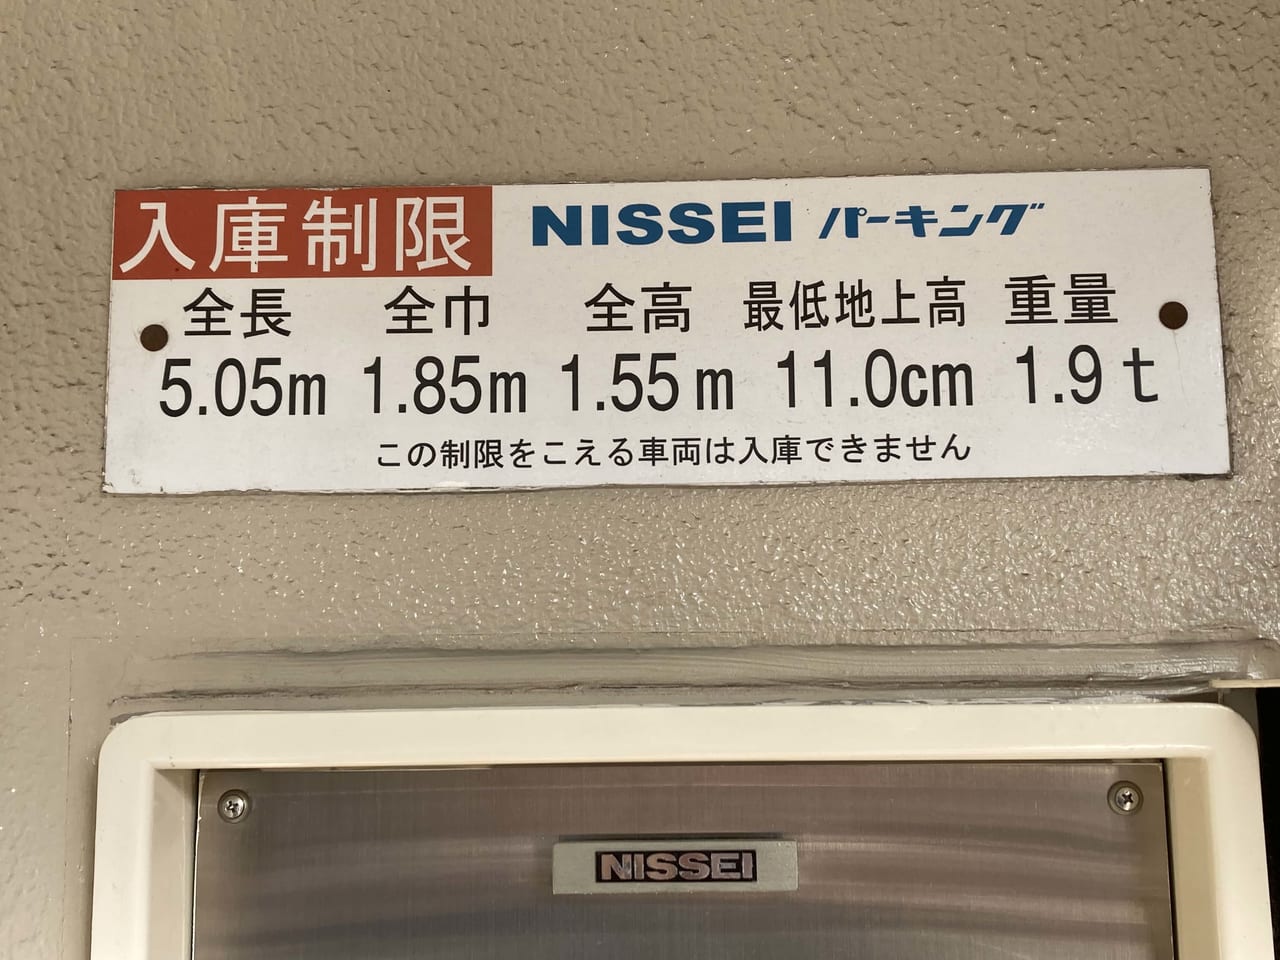 入庫制限 NISSEI パーキング
全長 全巾 全高 最低地上高 重量
5.05m 1.85m 1.55m 11.0cm 1.9t
この制限をこえる車両は入庫できません
NISSEI